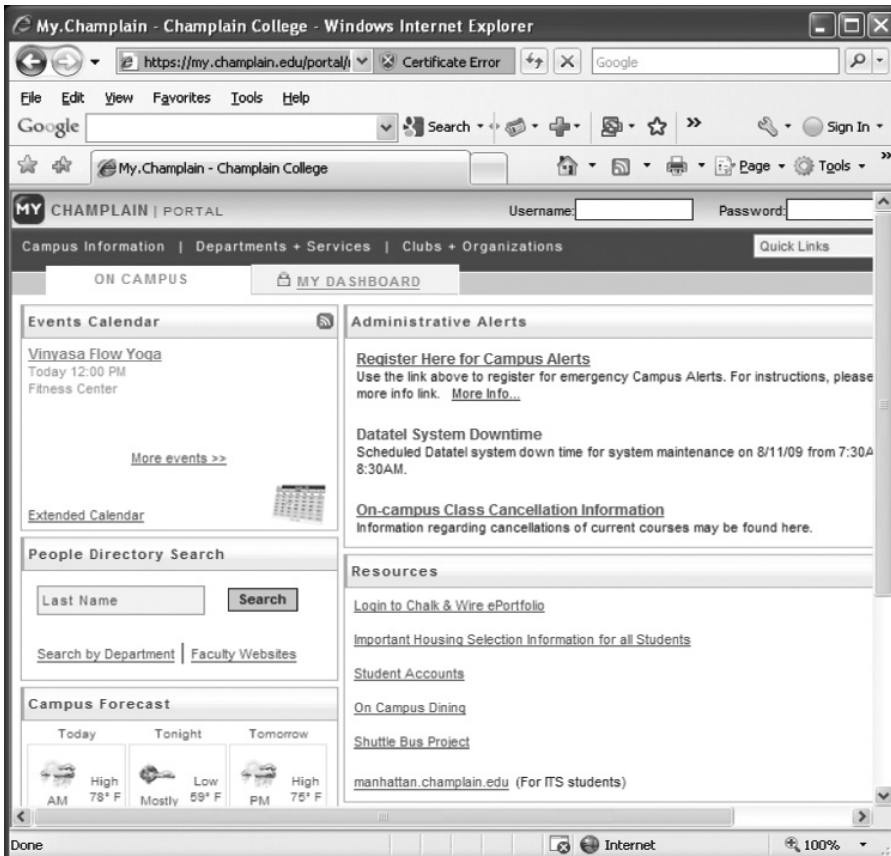 My.Champlain - Champlain College - Windows Internet Explorer
https://my.champlain.edu/portal/ Certificate Error Google
File Edit View Favorites Tools Help
Google Search Sign In
My.Champlain - Champlain College Page Tools
MY CHAMPLAIN | PORTAL Username: Password:
Campus Information | Departments + Services | Clubs + Organizations Quick Links
ON CAMPUS MY DASHBOARD
Events Calendar
Vinyasa Flow Yoga
Today 12:00 PM
Fitness Center
More events >>
Extended Calendar
People Directory Search
Last Name Search
Search by Department | Faculty Websites
Campus Forecast
Today Tonight Tomorrow
High Low High
AM 78° F Mostly 59° F PM 75° F
Administrative Alerts
Register Here for Campus Alerts
Use the link above to register for emergency Campus Alerts. For instructions, please
more info link. More Info...
Datatel System Downtime
Scheduled Datatel system down time for system maintenance on 8/11/09 from 7:30A
8:30AM.
On-campus Class Cancellation Information
Information regarding cancellations of current courses may be found here.
Resources
Login to Chalk & Wire ePortfolio
Important Housing Selection Information for all Students
Student Accounts
On Campus Dining
Shuttle Bus Project
manhattan.champlain.edu (For ITS students)
Done Internet 100%